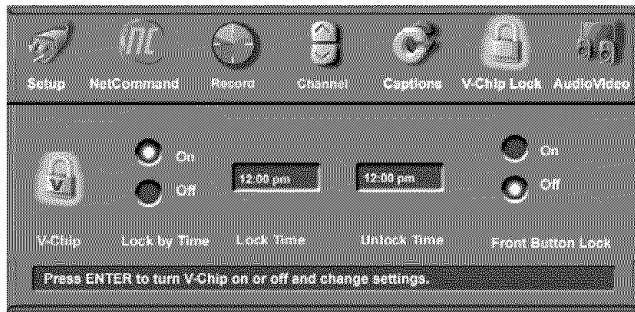 Setup NetCommand Record Channel Captions V-Chip Lock AudioVideo
On On
12:00 pm 12:00 pm
Off Off
V
V-Chip Lock by Time Lock Time Unlock Time Front Button Lock
Press ENTER to turn V-Chip on or off and change settings.